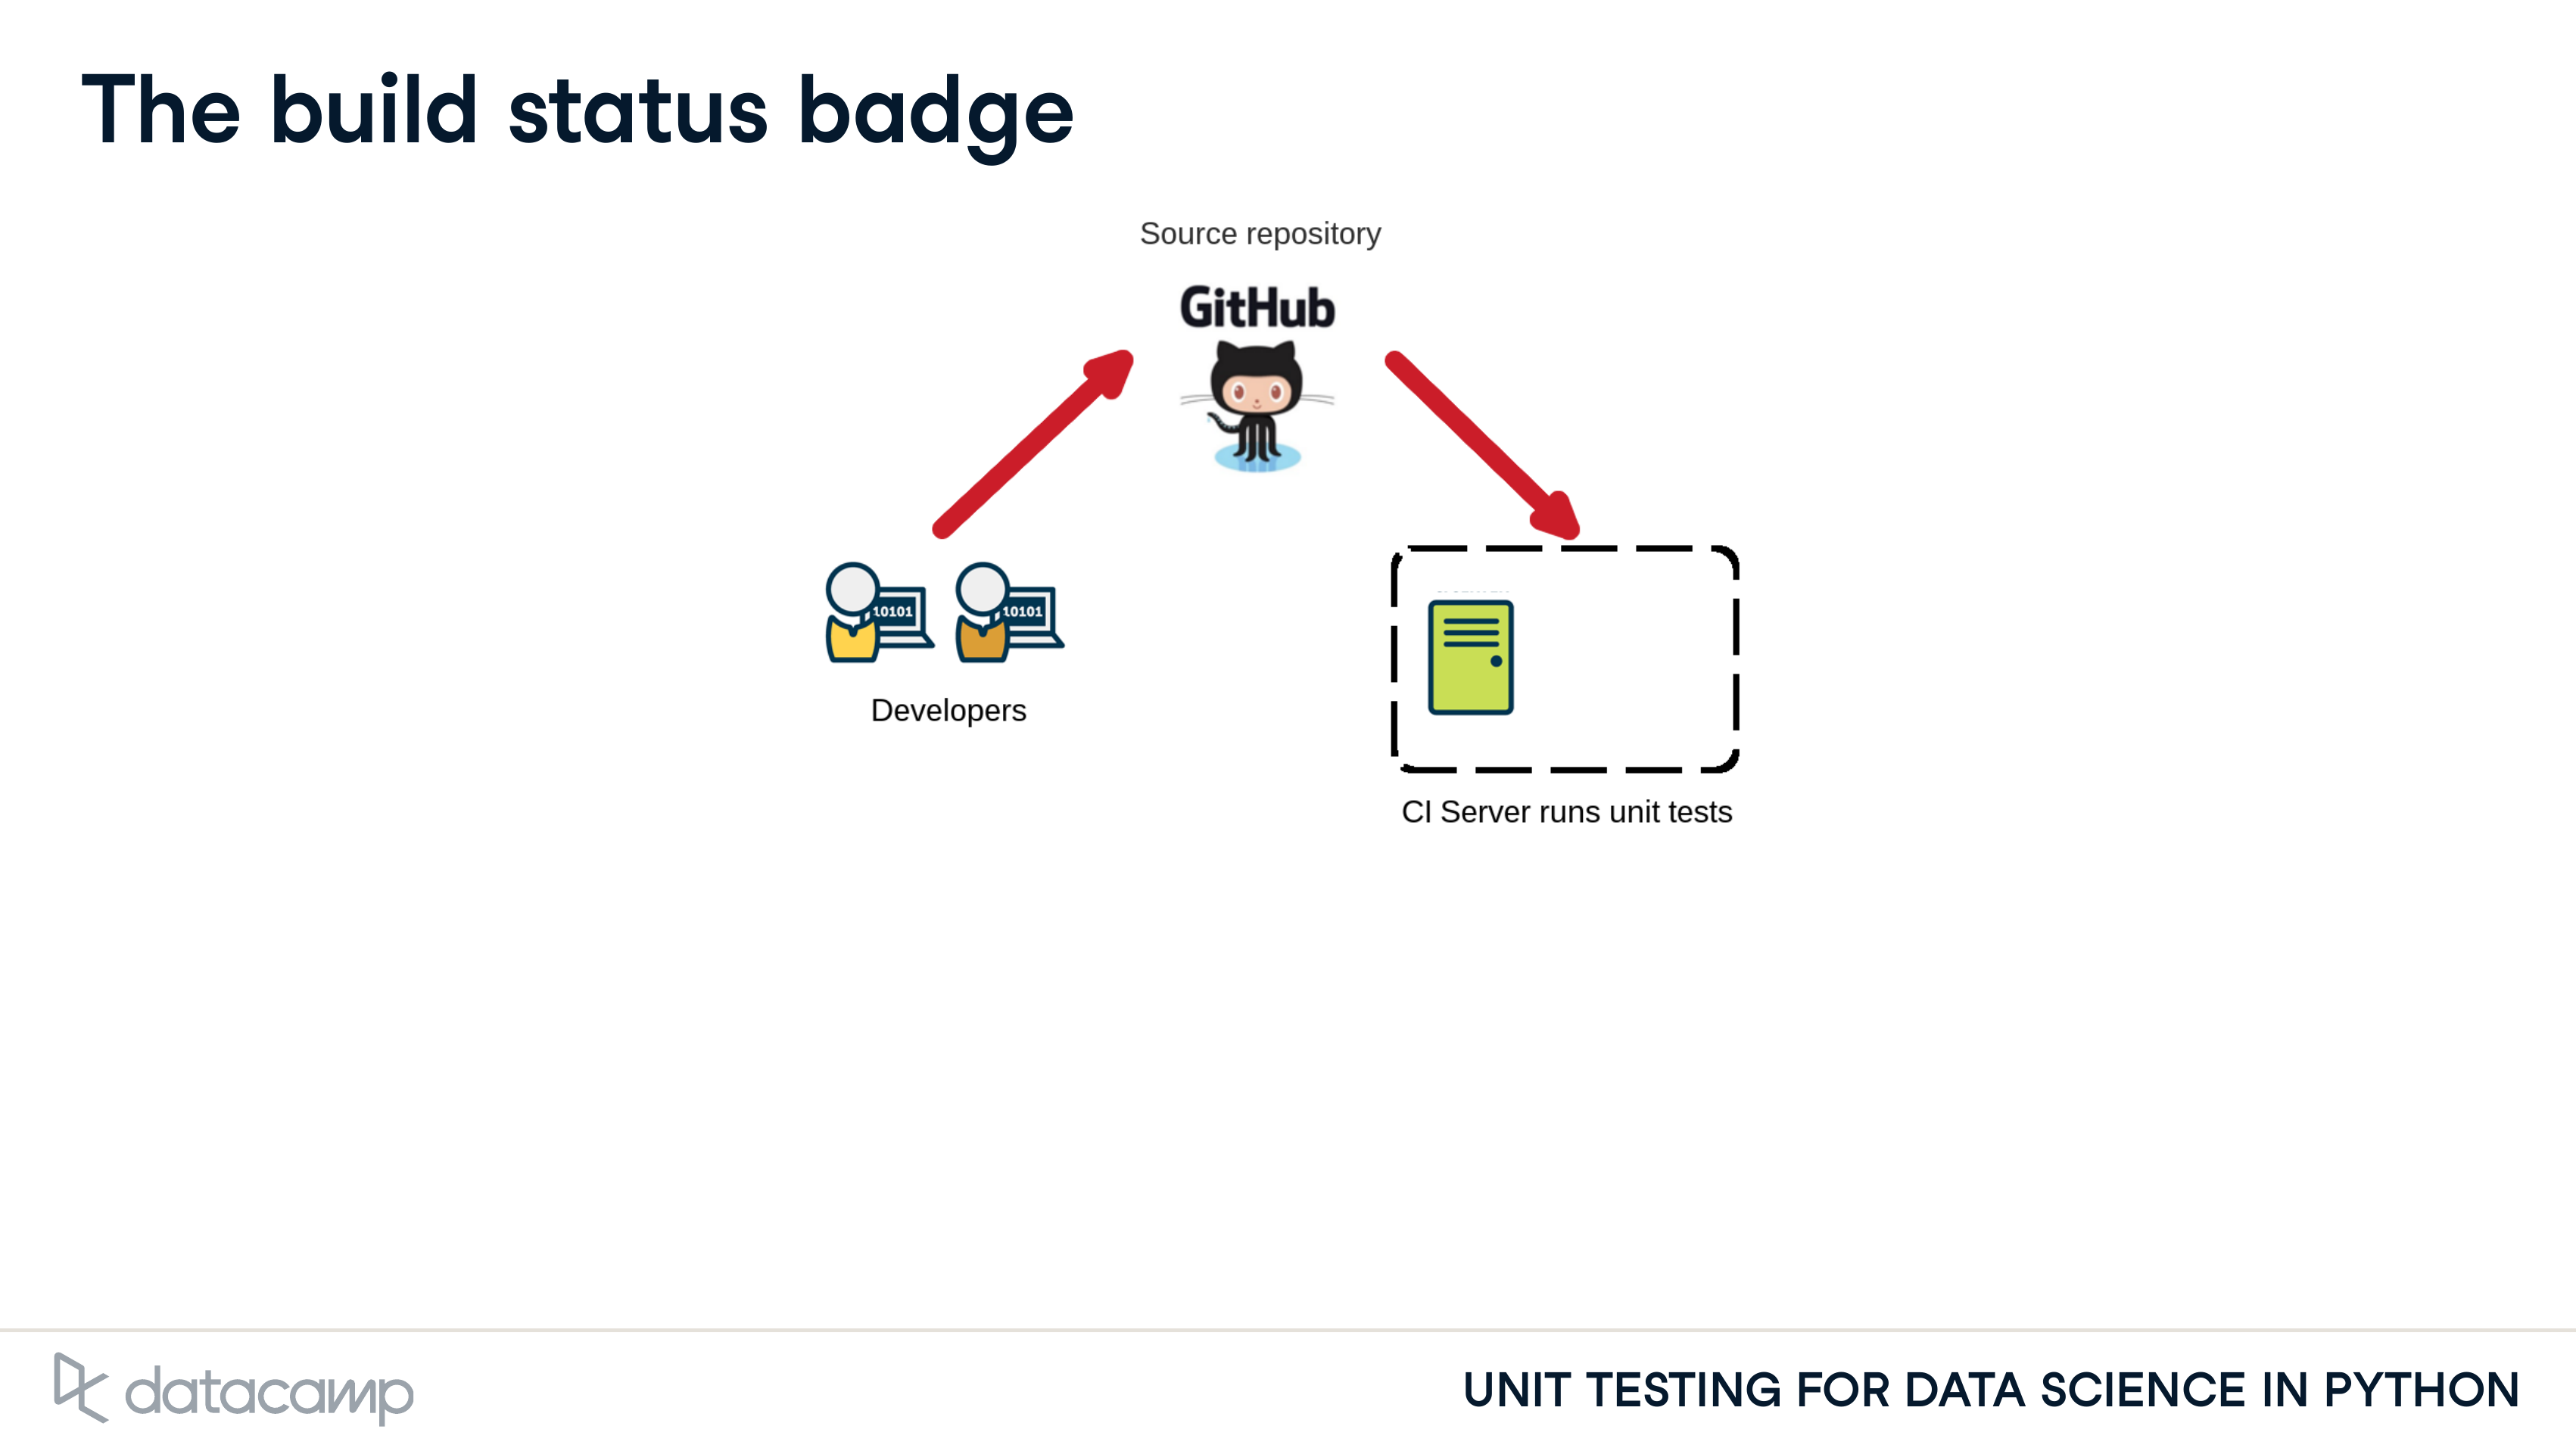 The build status badge
Source repository
GitHub
10101
10101
Developers
CI Server runs unit tests
datacamp
UNIT TESTING FOR DATA SCIENCE IN PYTHON